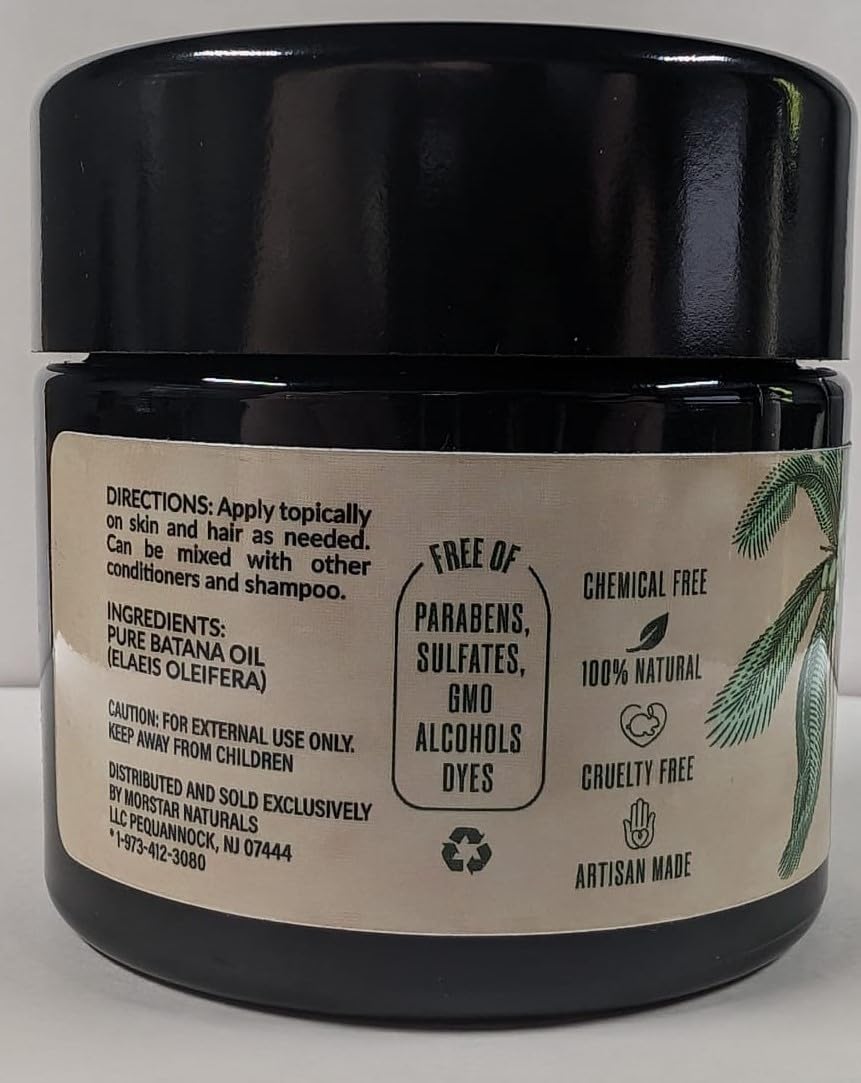 DIRECTIONS: Apply topically
on skin and hair as needed.
Can be mixed with other
conditioners and shampoo.
INGREDIENTS:
PURE BATANA OIL
(ELAEIS OLEIFERA)
CAUTION: FOR EXTERNAL USE ONLY.
KEEP AWAY FROM CHILDREN
DISTRIBUTED AND SOLD EXCLUSIVELY
BY MORSTAR NATURALS
LLC PEQUANNOCK, NJ 07444
*1-973-412-3080
FREE OF
PARABENS,
SULFATES,
GMO
ALCOHOLS
DYES
CHEMICAL FREE
100% NATURAL
CRUELTY FREE
ARTISAN MADE